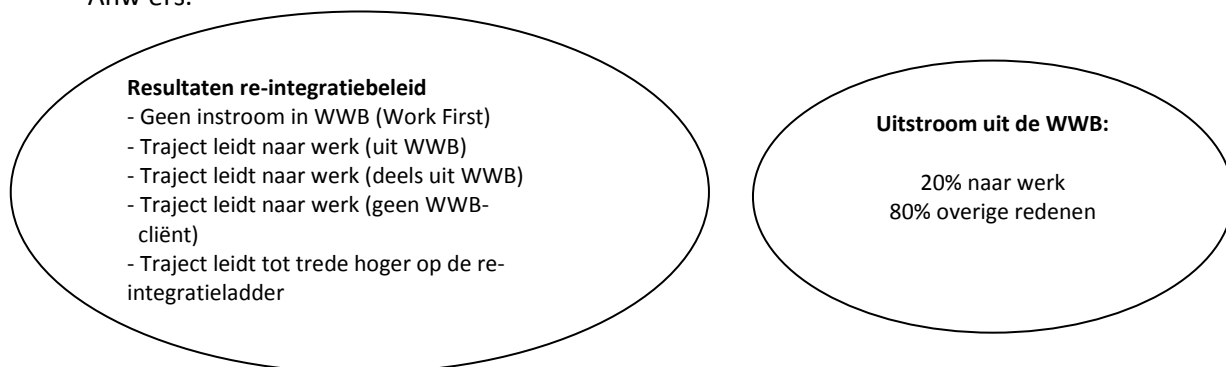 Resultaten re-integratiebeleid
- Geen instroom in WWB (Work First)
- Traject leidt naar werk (uit WWB)
- Traject leidt naar werk (deels uit WWB)
- Traject leidt naar werk (geen WWB-
cliënt)
- Traject leidt tot trede hoger op de re-
integratieladder
Uitstroom uit de WWB:
20% naar werk
80% overige redenen